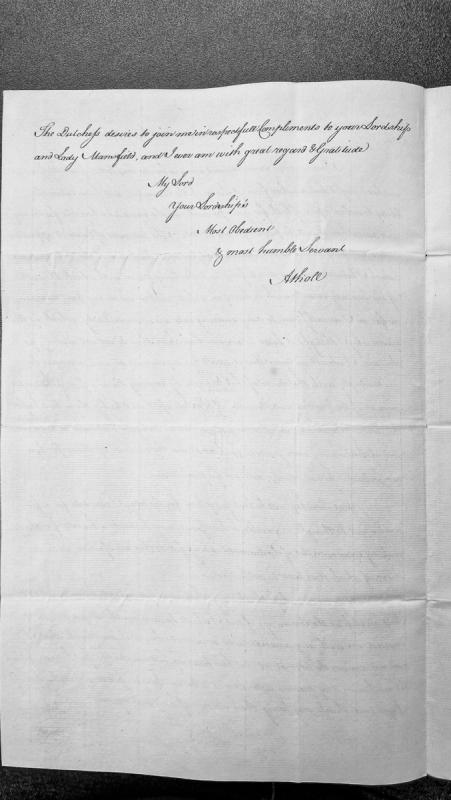 The Dutchess desires to join me in respectfull Complements to your Lordship
and Lady Mansfield, and I ever am with great regard & Gratitude
My Lord
Your Lordship's
Most Obedient
& most humble Servant
Atholl